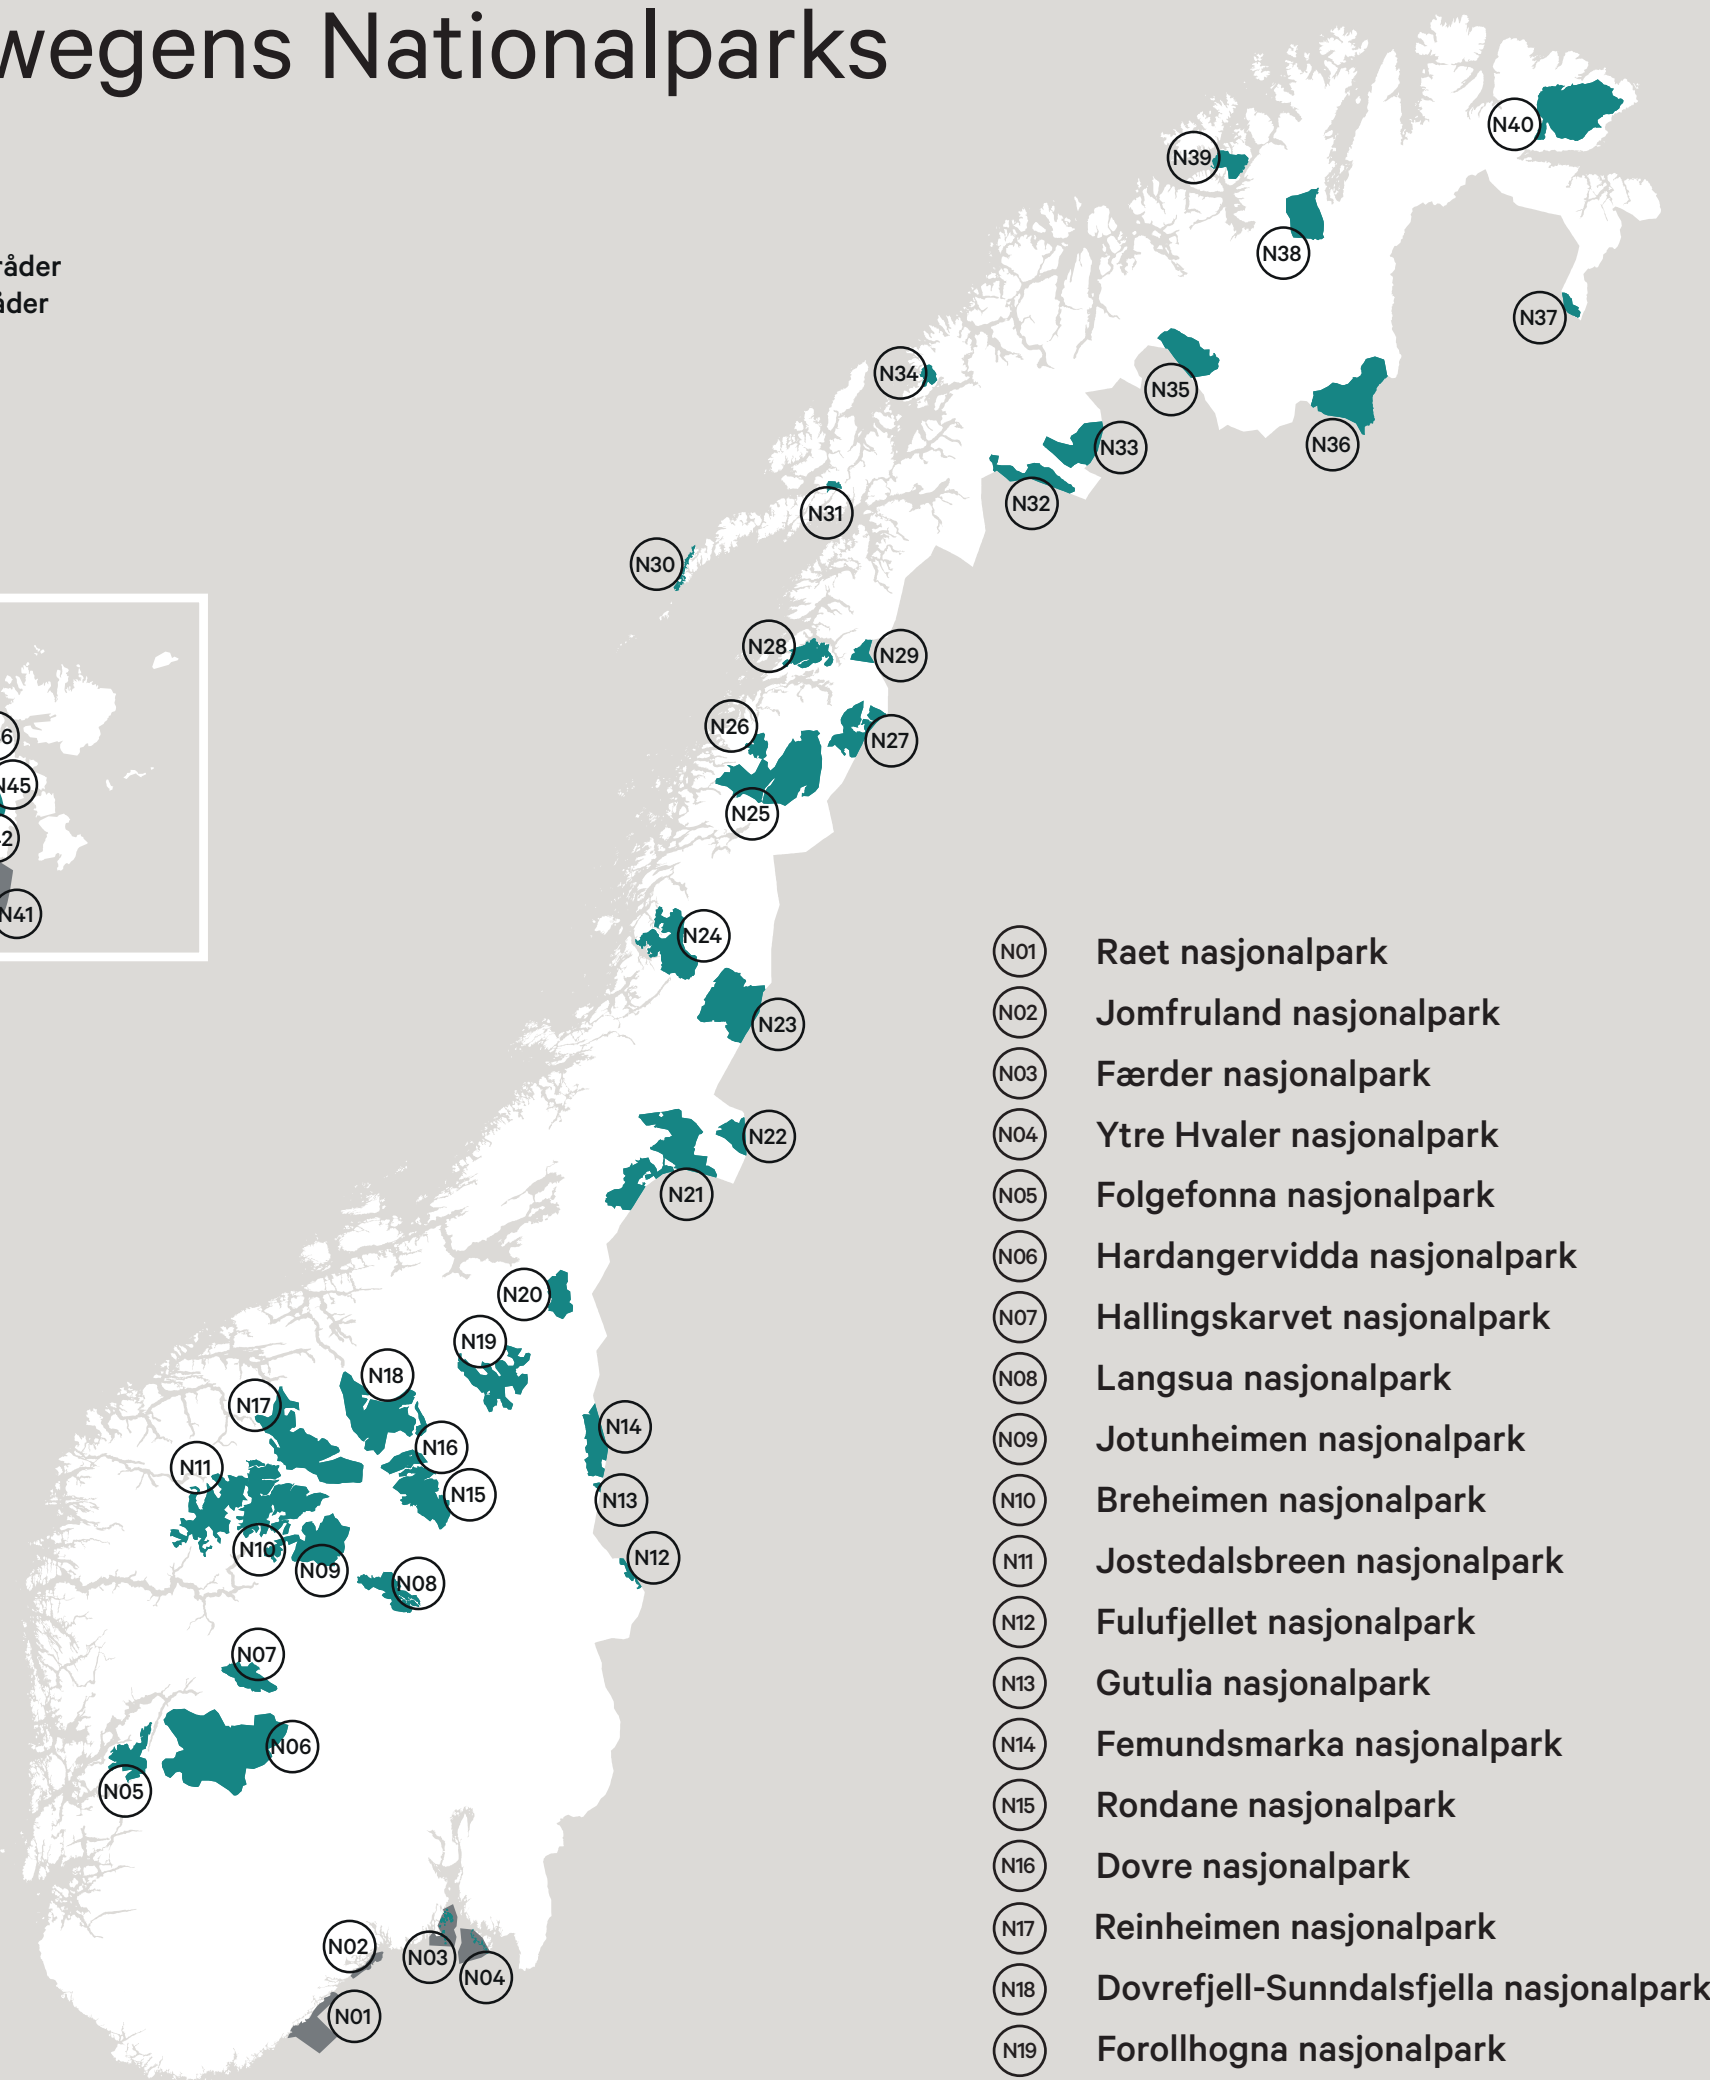 wegens Nationalparks
råder
åder
N40
N39
N38
N37
N34
N35
N36
N33
N32
N31
N30
N28
N29
N26
N27
N25
6
N45
2
N41
N24
N23
N22
N21
N20
N19
N18
N17
N16
N15
N14
N11
N13
N10
N09
N12
N08
N07
N06
N05
N02
N03
N04
N01
N01 Raet nasjonalpark
N02 Jomfruland nasjonalpark
N03 Færder nasjonalpark
N04 Ytre Hvaler nasjonalpark
N05 Folgefonna nasjonalpark
N06 Hardangervidda nasjonalpark
N07 Hallingskarvet nasjonalpark
N08 Langsua nasjonalpark
N09 Jotunheimen nasjonalpark
N10 Breheimen nasjonalpark
N11 Jostedalsbreen nasjonalpark
N12 Fulufjellet nasjonalpark
N13 Gutulia nasjonalpark
N14 Femundsmarka nasjonalpark
N15 Rondane nasjonalpark
N16 Dovre nasjonalpark
N17 Reinheimen nasjonalpark
N18 Dovrefjell-Sunndalsfjella nasjonalpark
N19 Forollhogna nasjonalpark